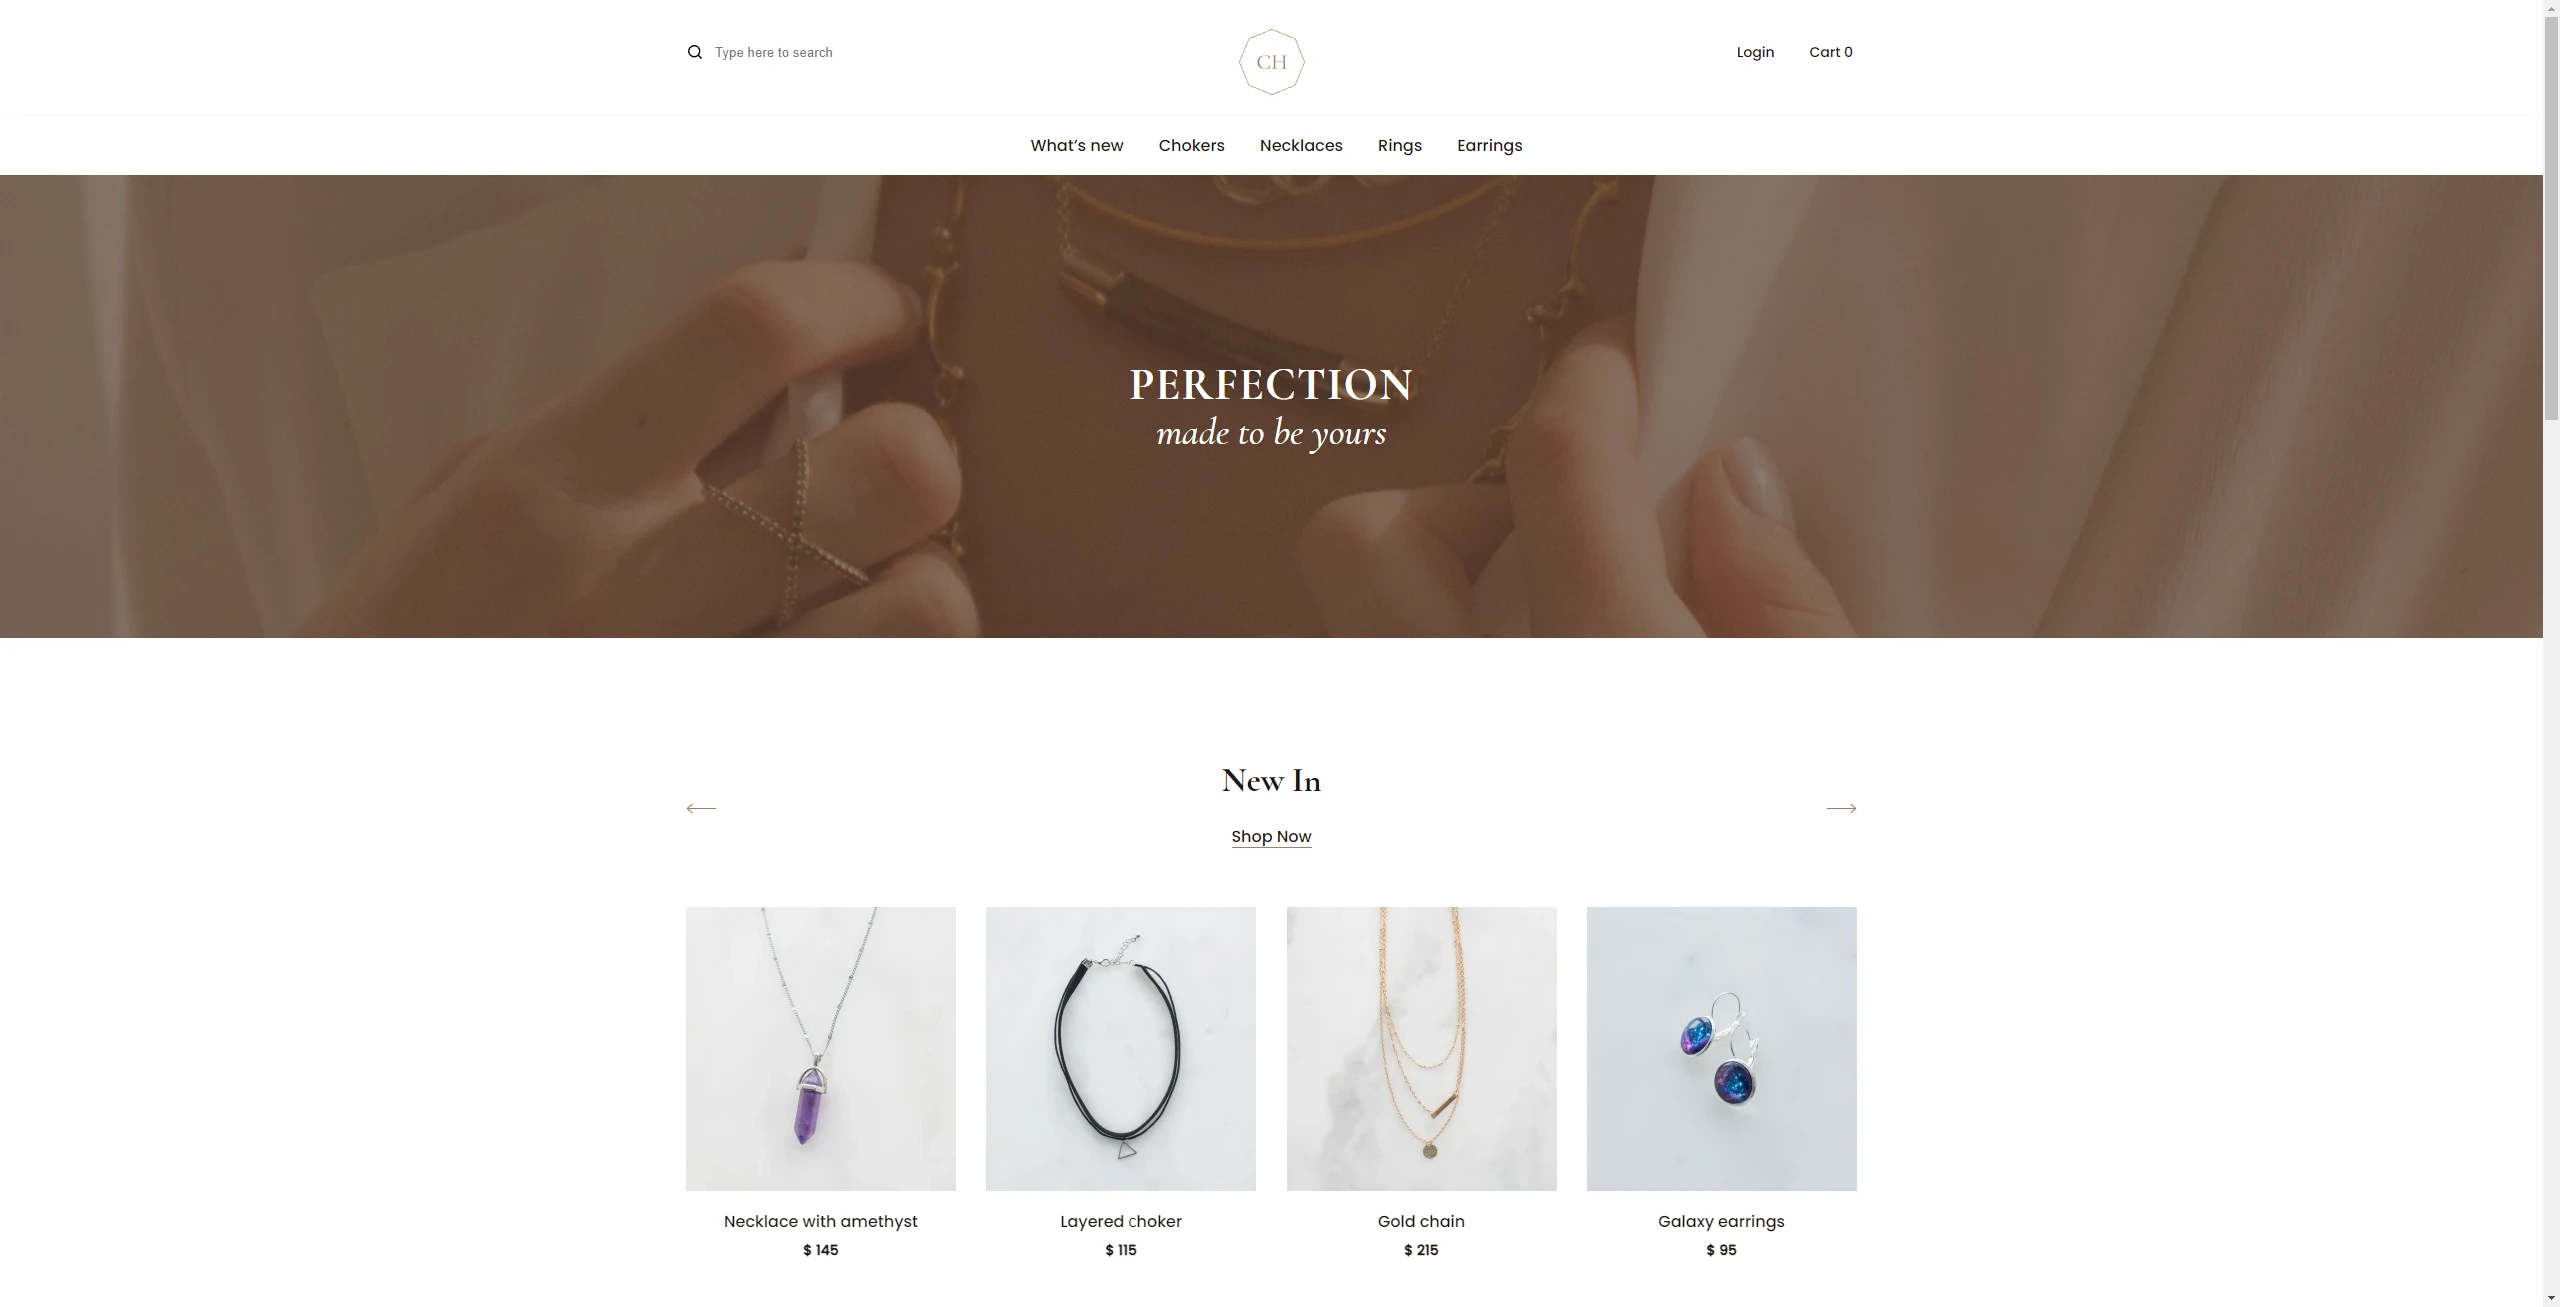 Type here to search
CH
Login
Cart 0
What’s new
Chokers
Necklaces
Rings
Earrings
PERFECTION
made to be yours
New In
Shop Now
Necklace with amethyst
$ 145
Layered choker
$ 115
Gold chain
$ 215
Galaxy earrings
$ 95